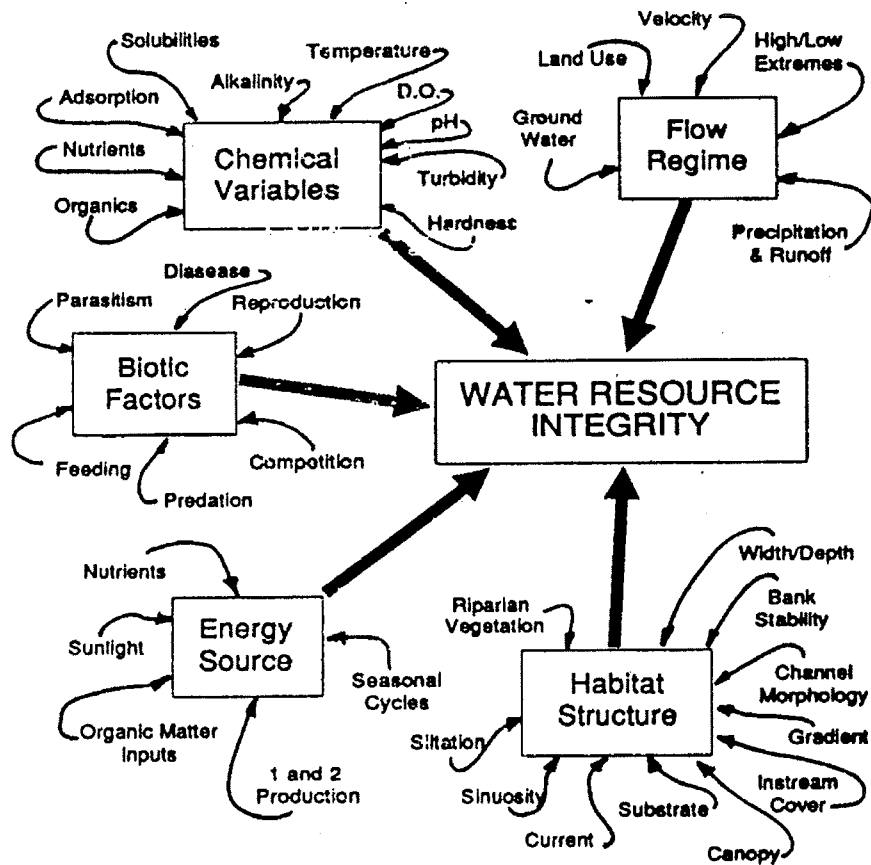 Solubilities
Temperature
Alkalinity
Adsorption
D.O.
pH
Nutrients
Chemical
Variables
Turbidity
Organics
Hardness
Velocity
Land Use
High/Low
Extremes
Ground
Water
Flow
Regime
Precipitation
& Runoff
Diasease
Parasitism
Reproduction
Biotic
Factors
Feeding
Competition
Predation
WATER RESOURCE
INTEGRITY
Nutrients
Sunlight
Energy
Source
Seasonal
Cycles
Organic Matter
Inputs
1 and 2
Production
Width/Depth
Riparian
Vegetation
Bank
Stability
Habitat
Structure
Channel
Morphology
Siltation
Gradient
Sinuosity
Substrate
Instream
Cover
Current
Canopy